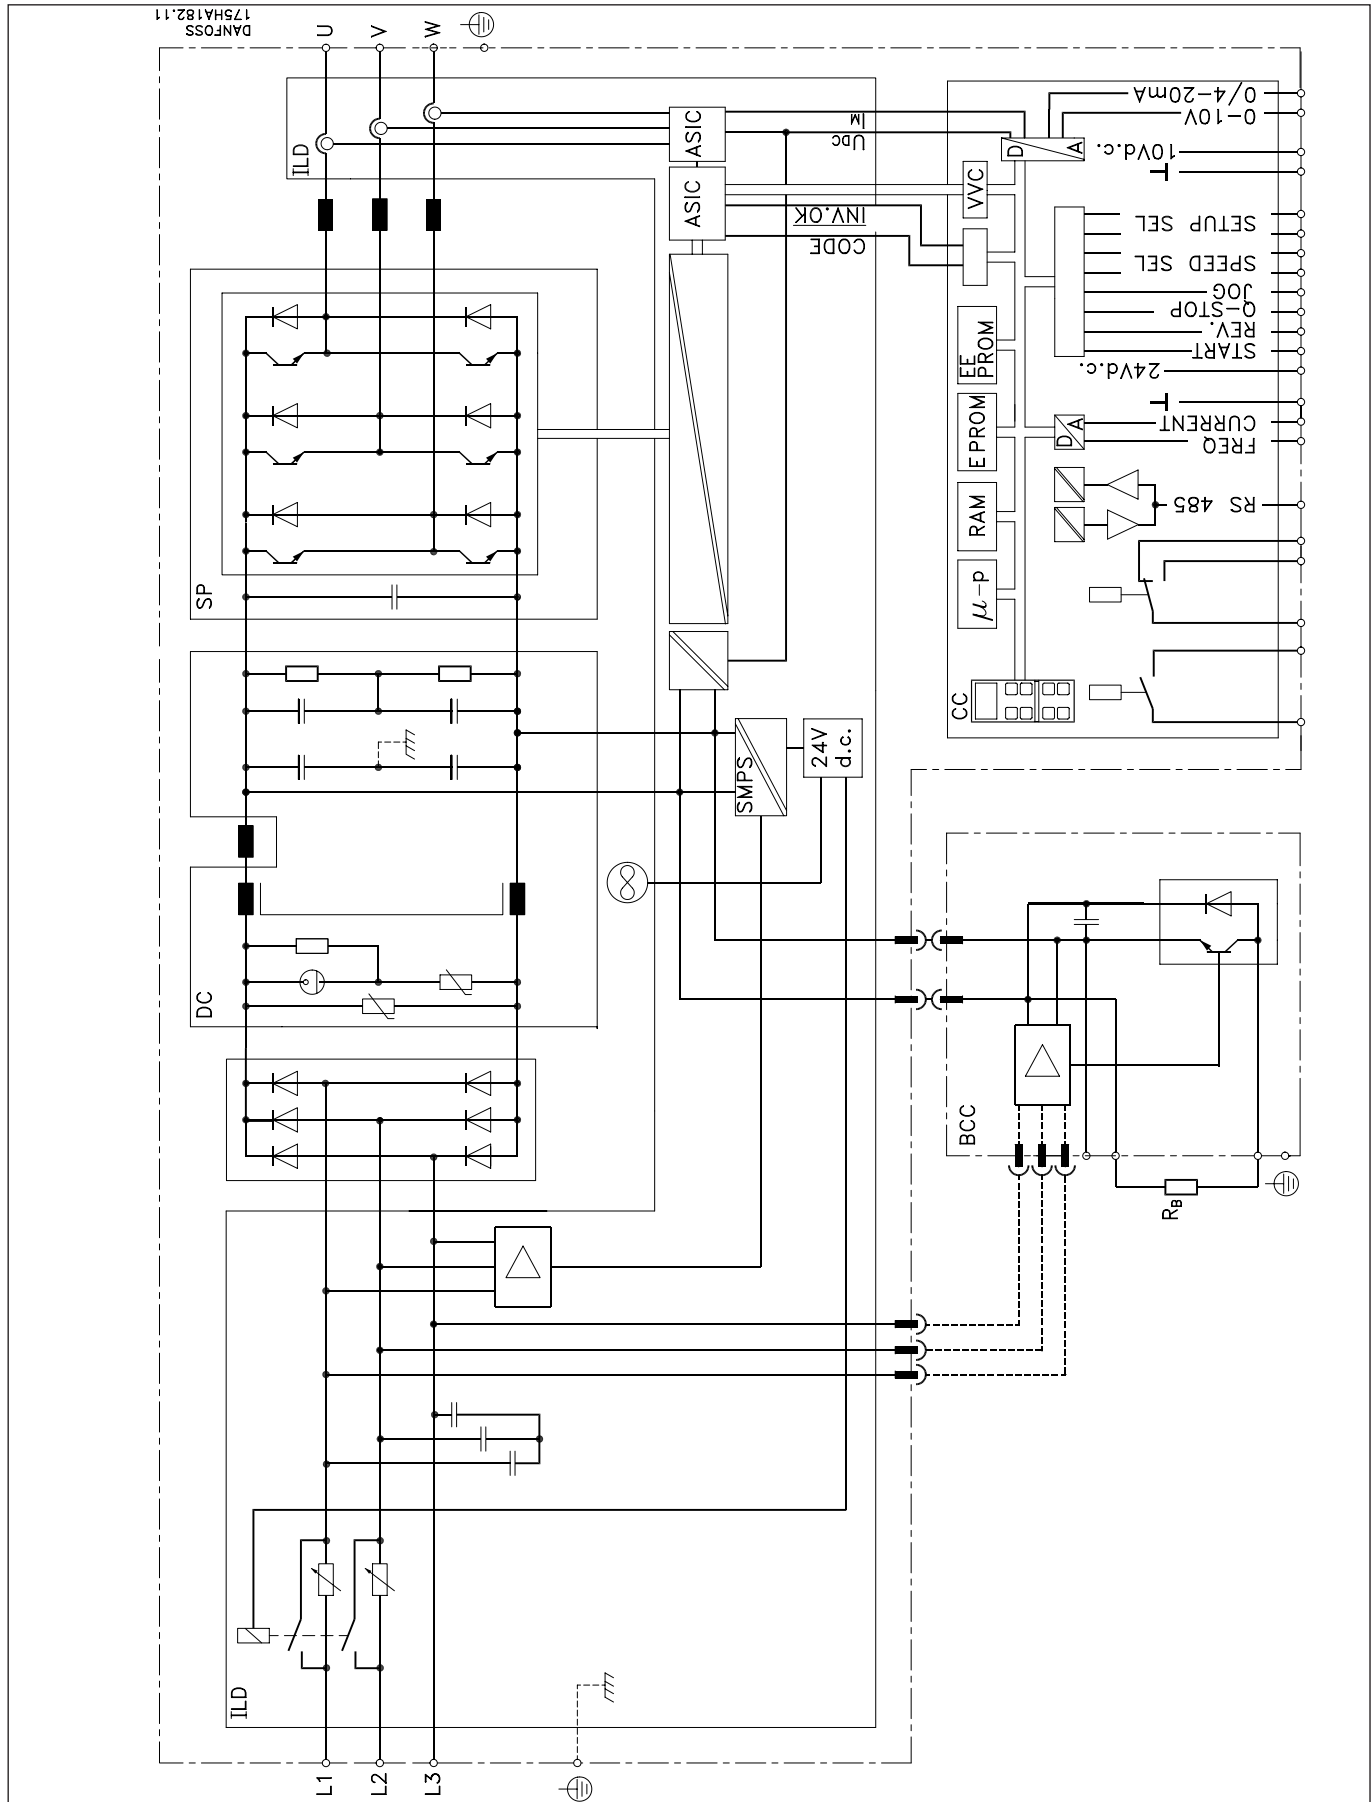 DANFOSS
175HA182.11
U
V
W
ILD
ASIC
ASIC
IM
UDC
INV.OK
CODE
VVC
D
A
0/4-20mA
0-10V
10Vd.c.
SETUP SEL
SPEED SEL
JOG
Q-STOP
REV.
START
24Vd.c.
CURRENT
FREQ
D
A
RS 485
EE
PROM
EPROM
RAM
μ-p
CC
SP
SMPS
24V
d.c.
DC
BCC
RB
ILD
L1
L2
L3